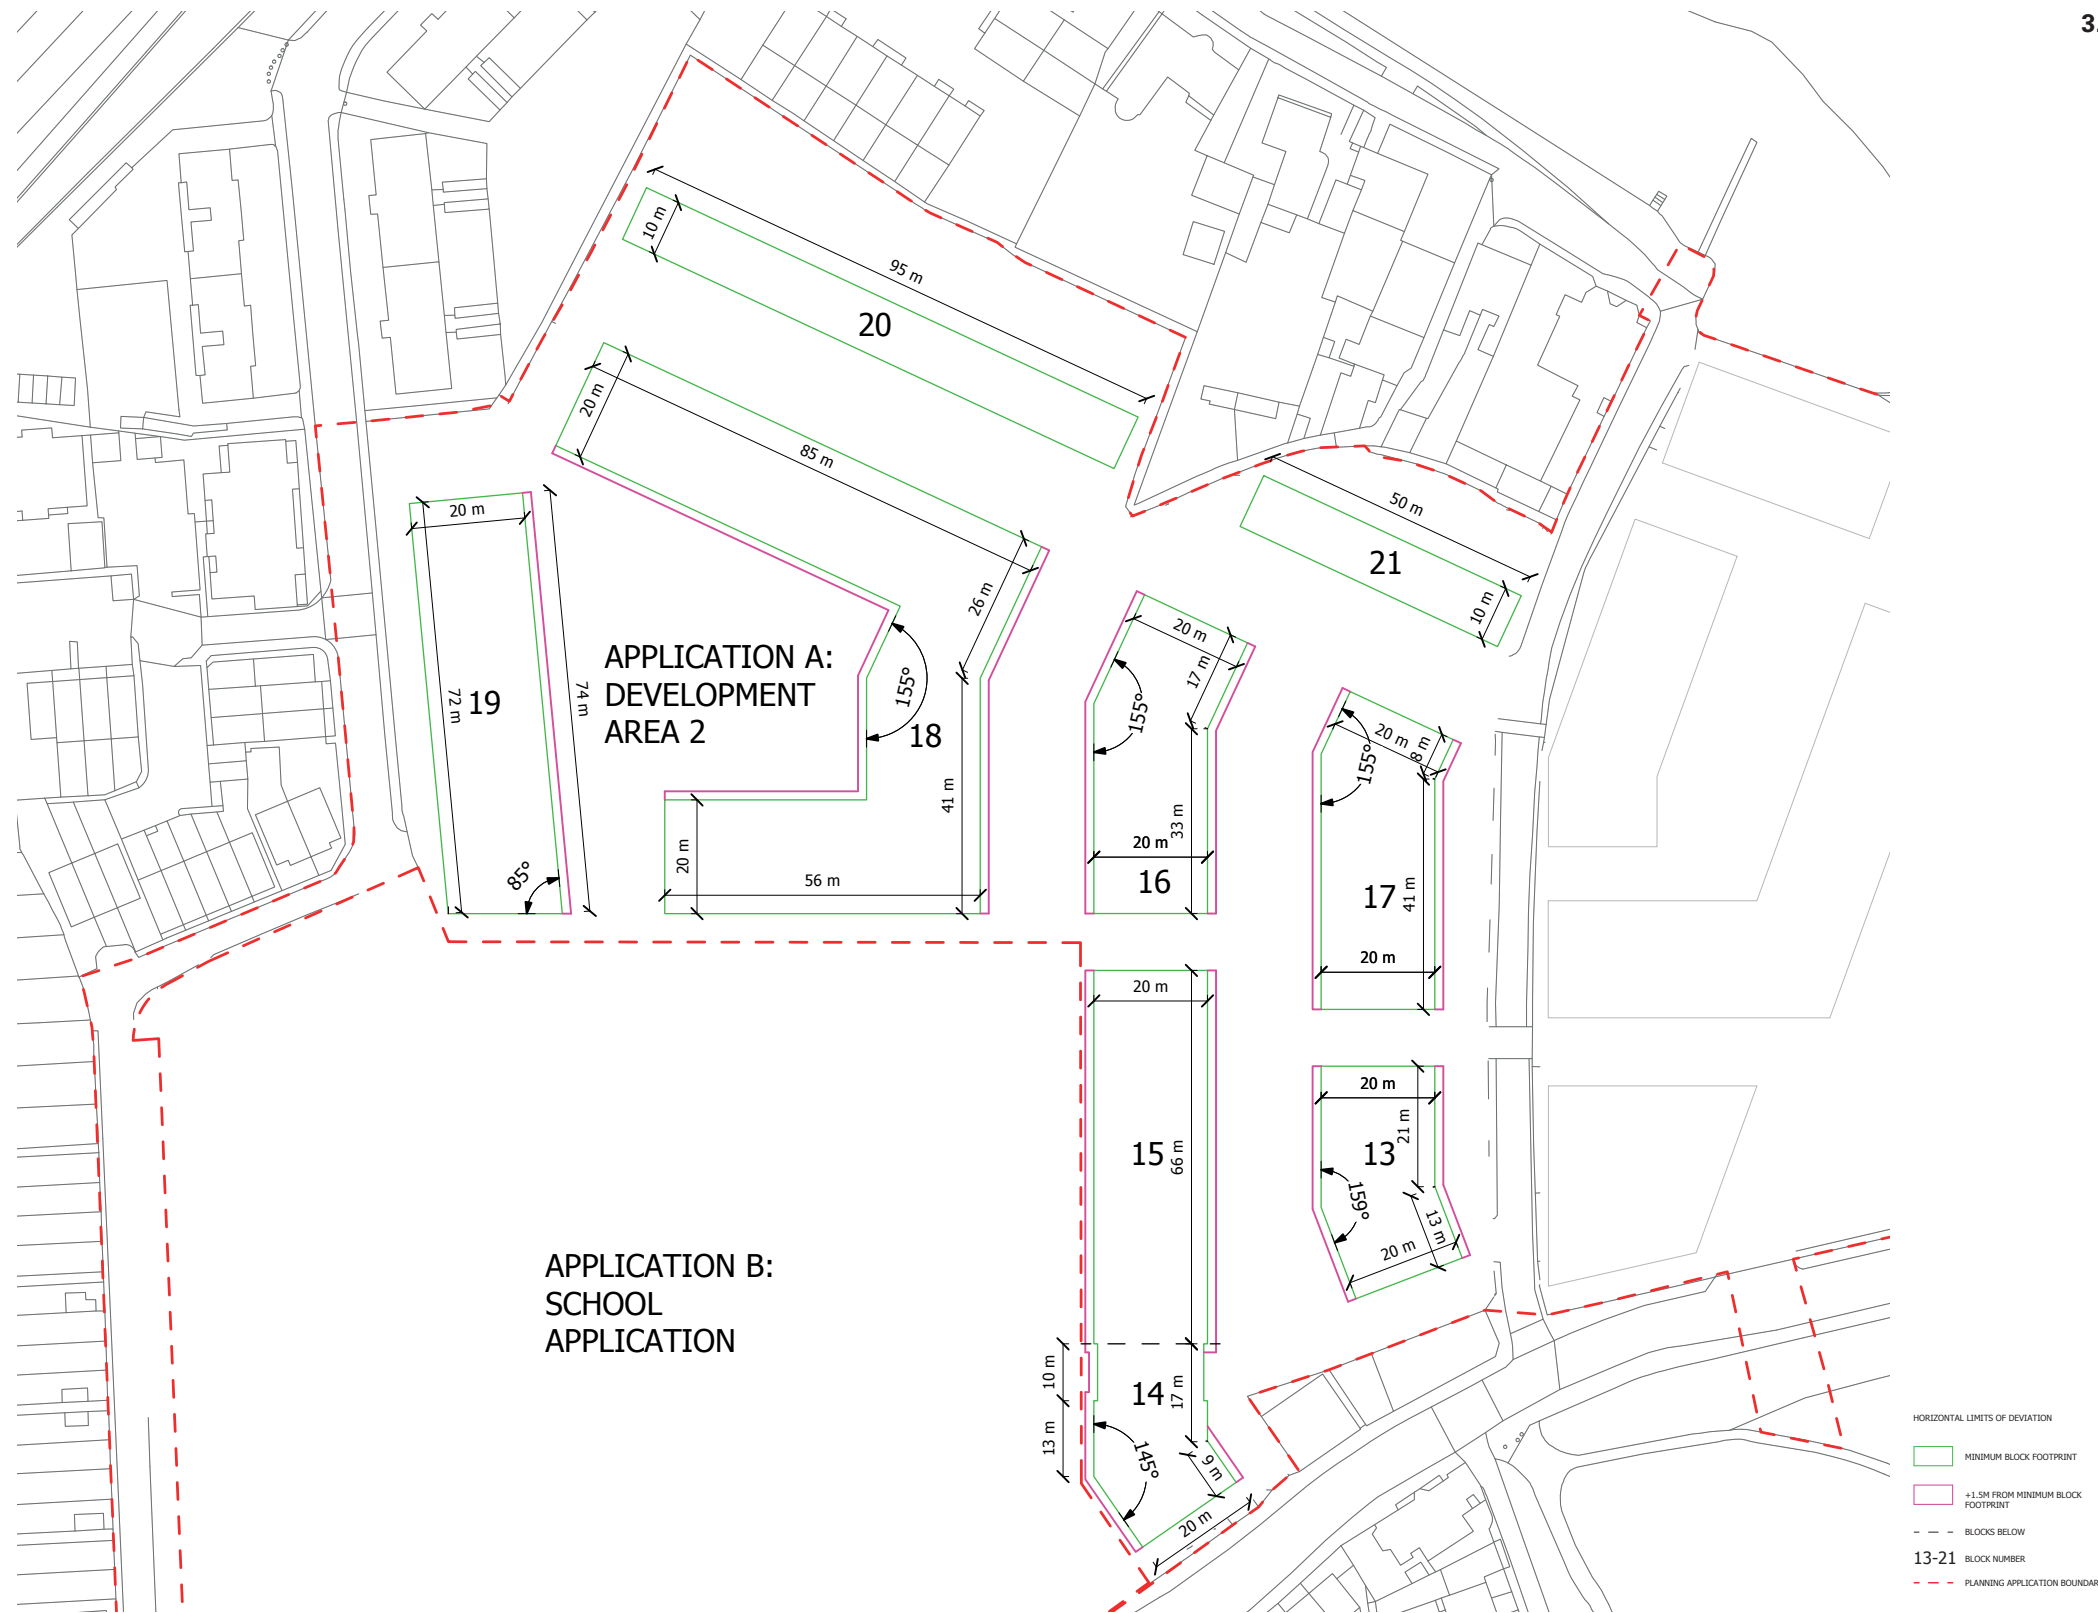 3.
10 m
95 m
20
20 m
85 m
50 m
21
10 m
20 m
26 m
155°
72 m
19
74 m
85°
APPLICATION A:
DEVELOPMENT
AREA 2
18
41 m
20 m
56 m
20 m
17 m
155°
33 m
20 m
16
20 m
8 m
155°
17
41 m
20 m
20 m
15
66 m
20 m
21 m
13
159°
13 m
20 m
APPLICATION B:
SCHOOL
APPLICATION
10 m
13 m
14
17 m
145°
9 m
20 m
HORIZONTAL LIMITS OF DEVIATION
MINIMUM BLOCK FOOTPRINT
+1.5M FROM MINIMUM BLOCK
FOOTPRINT
BLOCKS BELOW
13-21 BLOCK NUMBER
PLANNING APPLICATION BOUNDAR